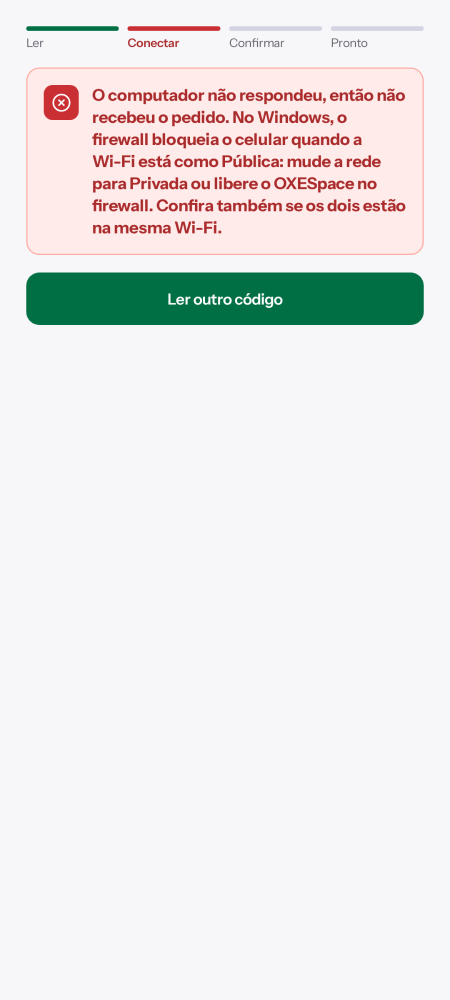 Ler
Conectar
Confirmar
Pronto
O computador não respondeu, então não
recebeu o pedido. No Windows, o
firewall bloqueia o celular quando a
Wi-Fi está como Pública: mude a rede
para Privada ou libere o OXESpace no
firewall. Confira também se os dois estão
na mesma Wi-Fi.
Ler outro código